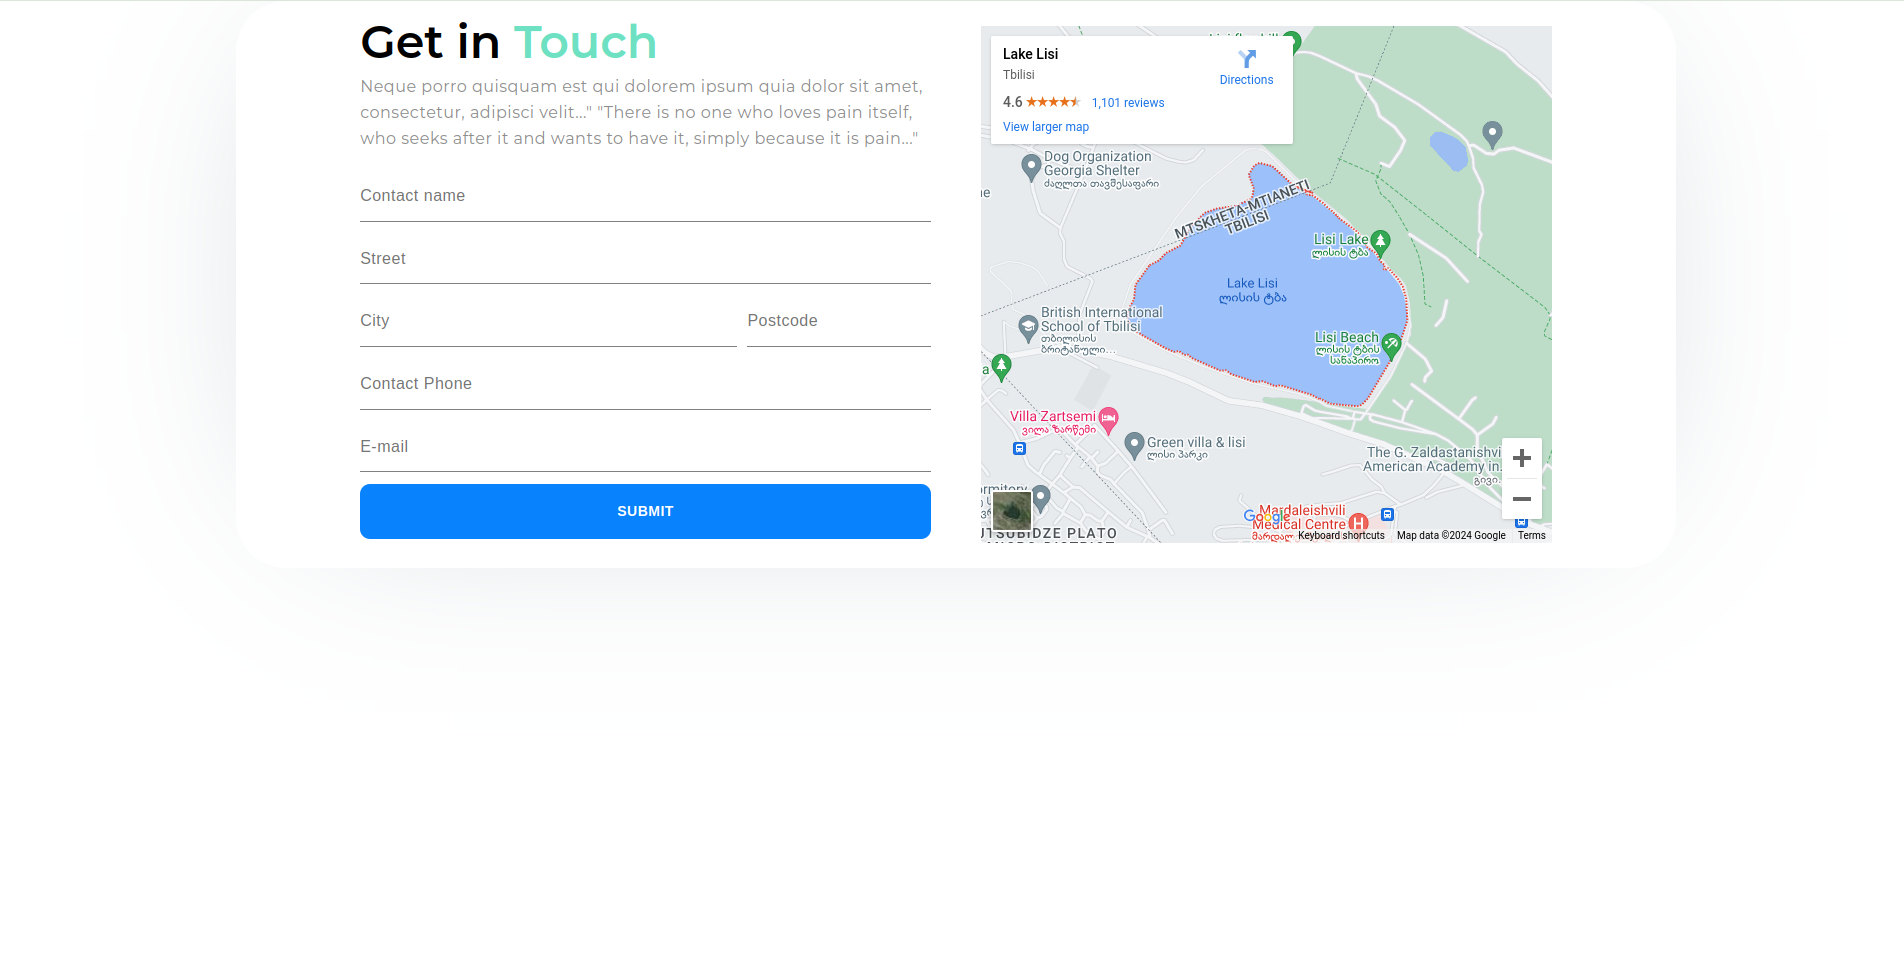 Get in Touch
Neque porro quisquam est qui dolorem ipsum quia dolor sit amet,
consectetur, adipisci velit..." "There is no one who loves pain itself,
who seeks after it and wants to have it, simply because it is pain..."
Contact name
Street
City
Postcode
Contact Phone
E-mail
SUBMIT
Lake Lisi
Tbilisi
Directions
4.6
1,101 reviews
View larger map
Dog Organization
Georgia Shelter
ძაღლთა თავშესაფარი
MTSKHETA-MTIANETI
TBILISI
Lisi Lake
ლისის ტბა
Lake Lisi
ლისის ტბა
British International
School of Tbilisi
თბილისის
ბრიტანული...
Lisi Beach
ლისის ტბის
სანაპირო
Villa Zartsemi
ვილა ზარწემი
Green villa & lisi
ლისი პარკი
The G. Zaldastanishvi
American Academy in
გივი
Mardaleishvili
Medical Centre
მარდალ
Google
UTSUBIDZE PLATO
Keyboard shortcuts
Map data ©2024 Google
Terms